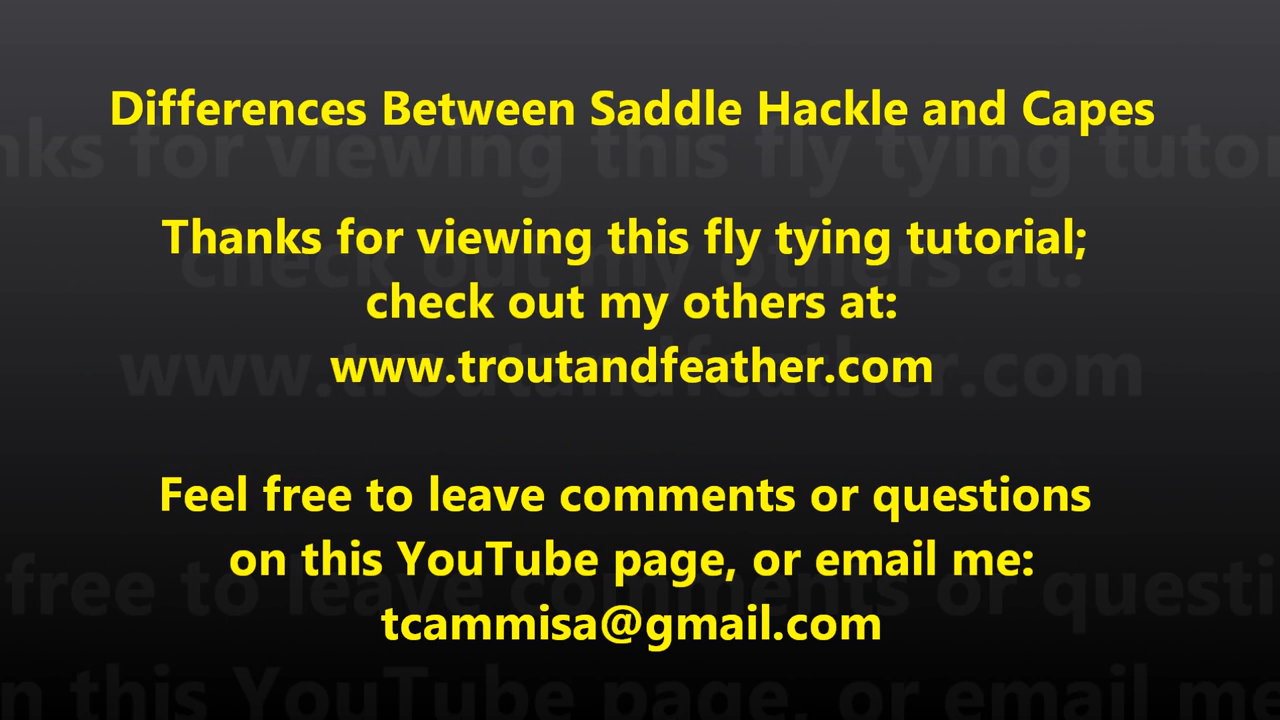 Differences Between Saddle Hackle and Capes
Thanks for viewing this fly tying tutorial;
check out my others at:
www.troutandfeather.com
Feel free to leave comments or questions
on this YouTube page, or email me:
tcammisa@gmail.com